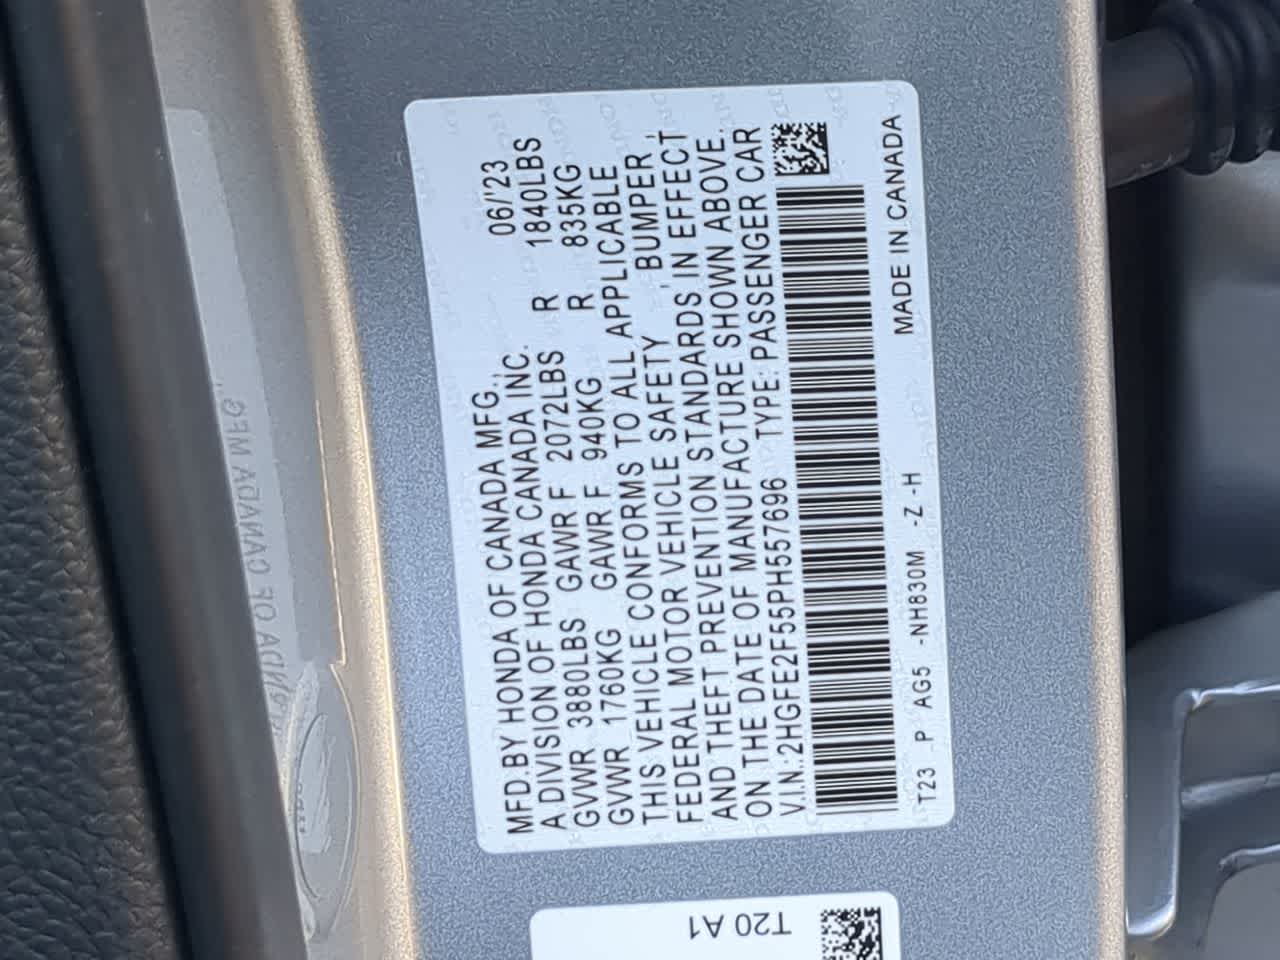 MFD.BY HONDA OF CANADA MFG.,
A DIVISION OF HONDA CANADA INC. 06/'23
GVWR 3880LBS GAWR F 2072LBS R 1840LBS
GVWR 1760KG GAWR F 940KG R 835KG
THIS VEHICLE CONFORMS TO ALL APPLICABLE
FEDERAL MOTOR VEHICLE SAFETY , BUMPER ,
AND THEFT PREVENTION STANDARDS IN EFFECT
ON THE DATE OF MANUFACTURE SHOWN ABOVE.
V.I.N.:2HGFE2F55PH557696 TYPE:PASSENGER CAR
T23 P AG5 -NH830M -Z -H MADE IN CANADA
T20 A1